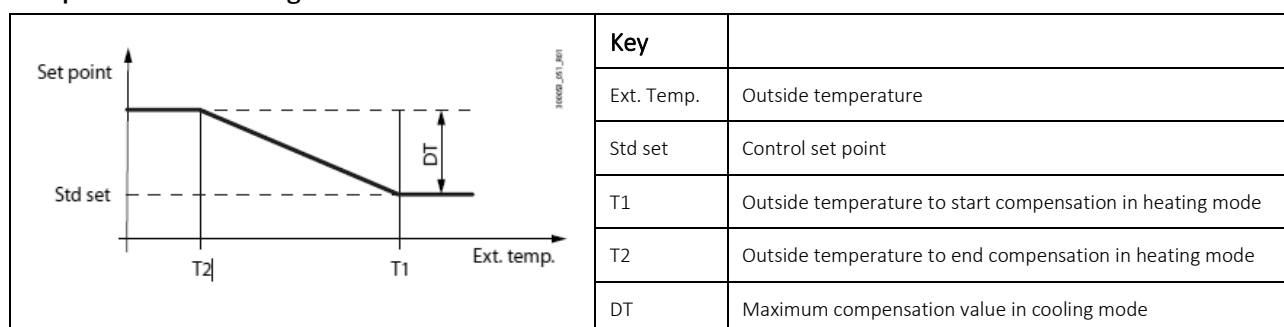 Set point
Std set
DT
T2
T1
Ext. temp.
Key
Ext. Temp. Outside temperature
Std set Control set point
T1 Outside temperature to start compensation in heating mode
T2 Outside temperature to end compensation in heating mode
DT Maximum compensation value in cooling mode